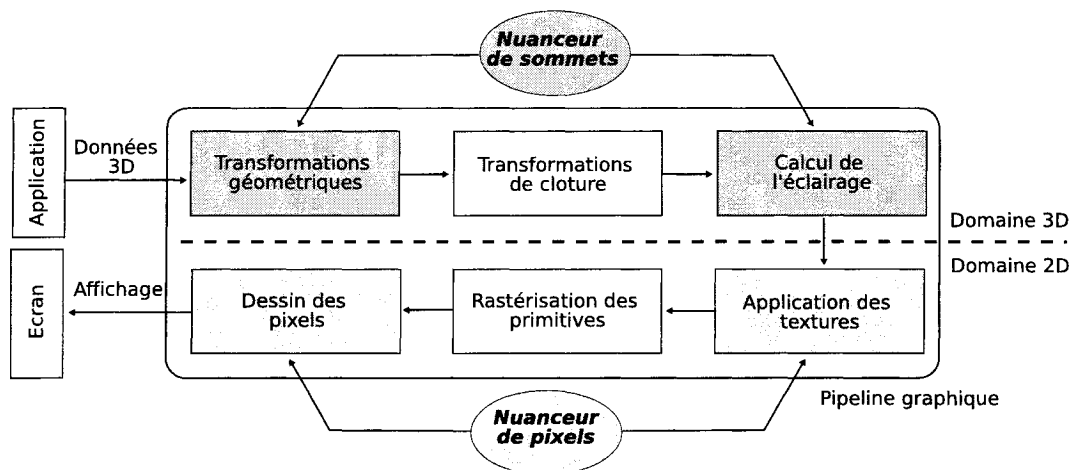 Nuanceur
de sommets
Application
Données
3D
Transformations
géométriques
Transformations
de cloture
Calcul de
l'éclairage
Domaine 3D
Domaine 2D
Ecran
Affichage
Dessin des
pixels
Rastérisation des
primitives
Application des
textures
Pipeline graphique
Nuanceur
de pixels